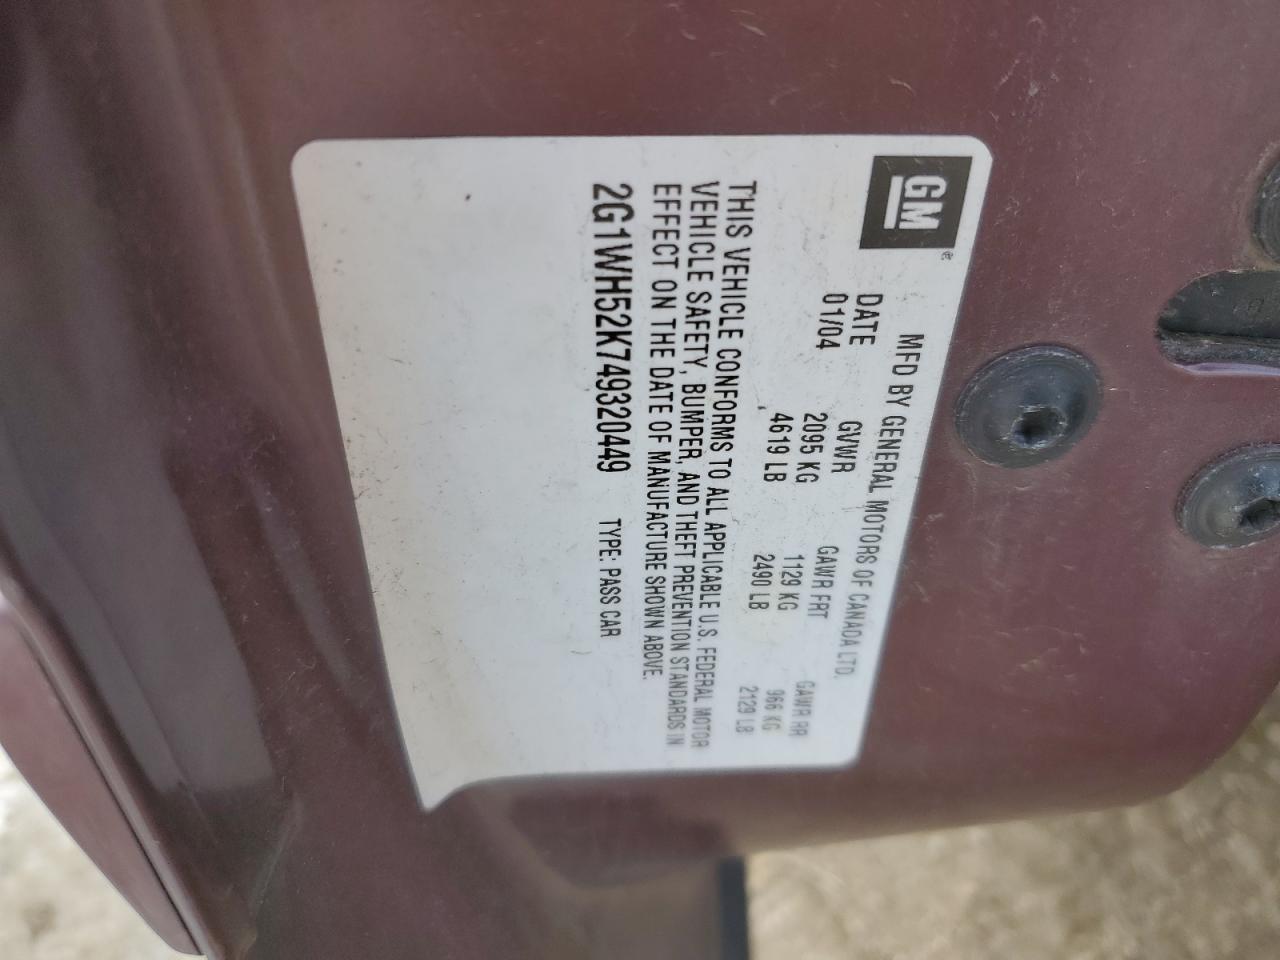 GM
MFD BY GENERAL MOTORS OF CANADA LTD.
DATE GVWR GAWR FRT GAWR RR
01/04 2095 KG 1129 KG 966 KG
4619 LB 2490 LB 2129 LB
THIS VEHICLE CONFORMS TO ALL APPLICABLE U.S. FEDERAL MOTOR
VEHICLE SAFETY, BUMPER, AND THEFT PREVENTION STANDARDS IN
EFFECT ON THE DATE OF MANUFACTURE SHOWN ABOVE.
2G1WH52K749320449 TYPE: PASS CAR